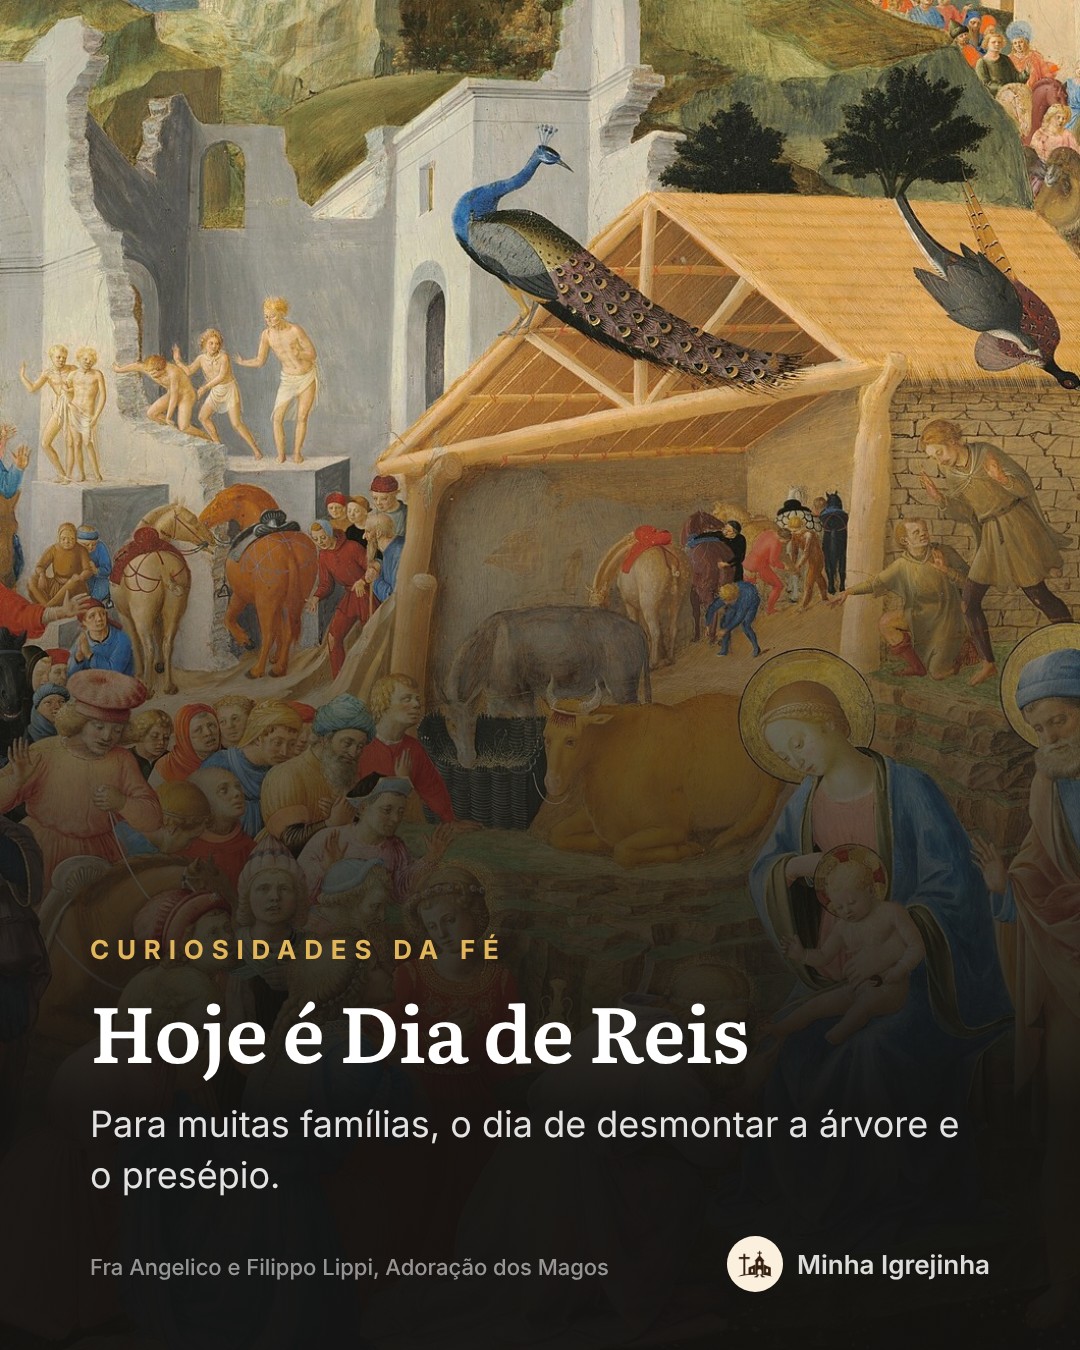 CURIOSIDADES DA FÉ
Hoje é Dia de Reis
Para muitas famílias, o dia de desmontar a árvore e
o presépio.
Fra Angelico e Filippo Lippi, Adoração dos Magos
Minha Igrejinha